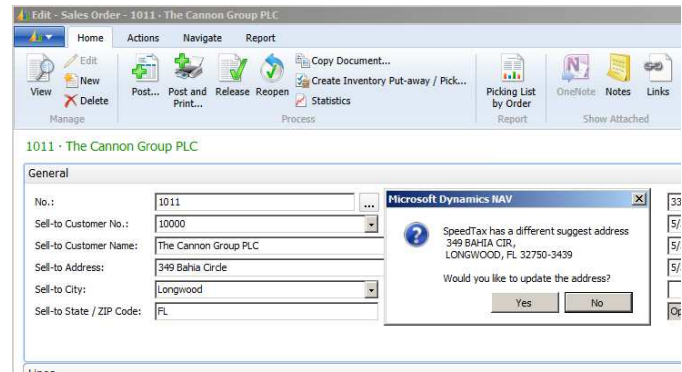 Edit - Sales Order - 1011 · The Cannon Group PLC
Home Actions Navigate Report
View
Edit
New
Delete
Manage
Post...
Post and Print...
Release
Reopen
Copy Document...
Create Inventory Put-away / Pick...
Statistics
Process
Picking List by Order
Report
OneNote
Notes
Links
Show Attached
1011 · The Cannon Group PLC
General
No.: 1011 ...
Sell-to Customer No.: 10000
Sell-to Customer Name: The Cannon Group PLC
Sell-to Address: 349 Bahia Circle
Sell-to City: Longwood
Sell-to State / ZIP Code: FL
Microsoft Dynamics NAV
SpeedTax has a different suggest address
349 BAHIA CIR,
LONGWOOD, FL 32750-3439
Would you like to update the address?
Yes No
33
5/
5/
5/
Op